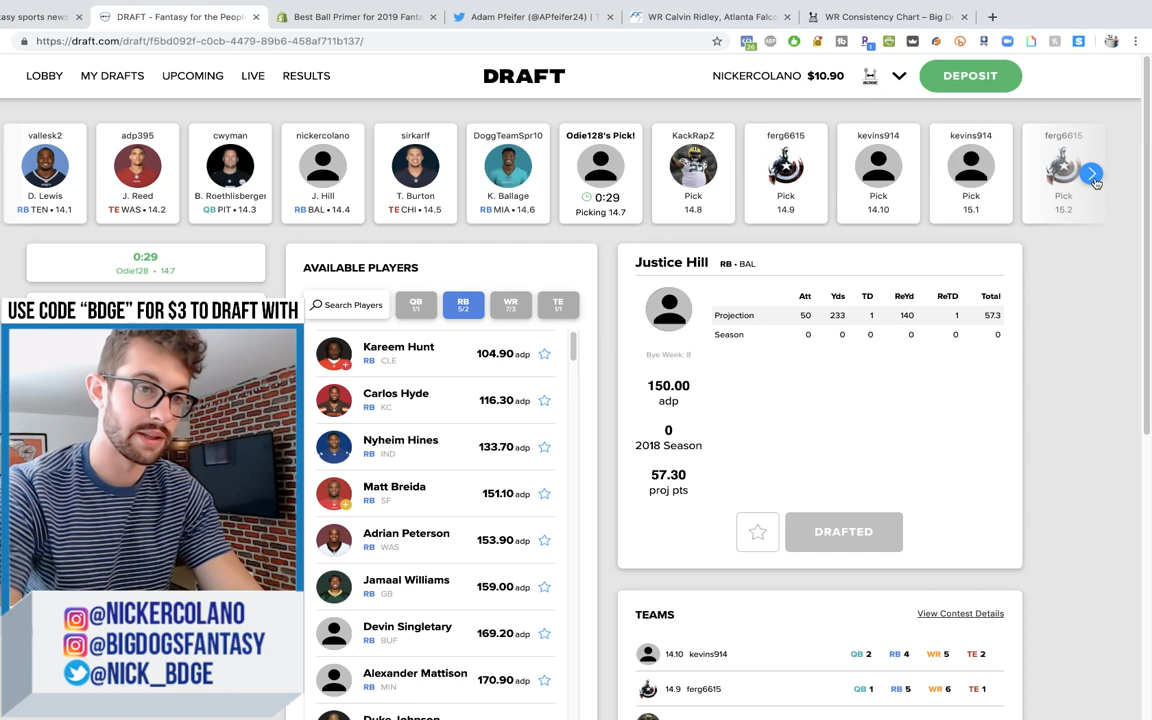 sy sports news
DRAFT - Fantasy for the Peopl
Best Ball Primer for 2019 Fanta
Adam Pfeifer (@APfeifer24) | T
WR Calvin Ridley, Atlanta Falco
WR Consistency Chart – Big D
https://draft.com/draft/f5bd092f-c0cb-4479-89b6-458af711b137/
LOBBY MY DRAFTS UPCOMING LIVE RESULTS
DRAFT
NICKERCOLANO $10.90
DEPOSIT
vallesk2
D. Lewis
RB TEN • 14.1
adp395
J. Reed
TE WAS • 14.2
cwyman
B. Roethlisberger
QB PIT • 14.3
nickercolano
J. Hill
RB BAL • 14.4
sirkarlf
T. Burton
TE CHI • 14.5
DoggTeamSpr10
K. Ballage
RB MIA • 14.6
Odie128's Pick!
0:29
Picking 14.7
KackRapZ
Pick
14.8
ferg6615
Pick
14.9
kevins914
Pick
14.10
kevins914
Pick
15.1
ferg6615
Pick
15.2
0:29
Odie128 • 14.7
USE CODE "BDGE" FOR $3 TO DRAFT WITH
@NICKERCOLANO
@BIGDOGSFANTASY
@NICK_BDGE
AVAILABLE PLAYERS
Search Players
QB
1/1
RB
5/2
WR
7/3
TE
1/1
Kareem Hunt
RB CLE
104.90 adp
Carlos Hyde
RB KC
116.30 adp
Nyheim Hines
RB IND
133.70 adp
Matt Breida
RB SF
151.10 adp
Adrian Peterson
RB WAS
153.90 adp
Jamaal Williams
RB GB
159.00 adp
Devin Singletary
RB BUF
169.20 adp
Alexander Mattison
RB MIN
170.90 adp
Justice Hill RB • BAL
Att Yds TD ReYd ReTD Total
Projection 50 233 1 140 1 57.3
Season 0 0 0 0 0 0
Bye Week: 8
150.00
adp
0
2018 Season
57.30
proj pts
DRAFTED
TEAMS
View Contest Details
14.10 kevins914 QB 2 RB 4 WR 5 TE 2
14.9 ferg6615 QB 1 RB 5 WR 6 TE 1